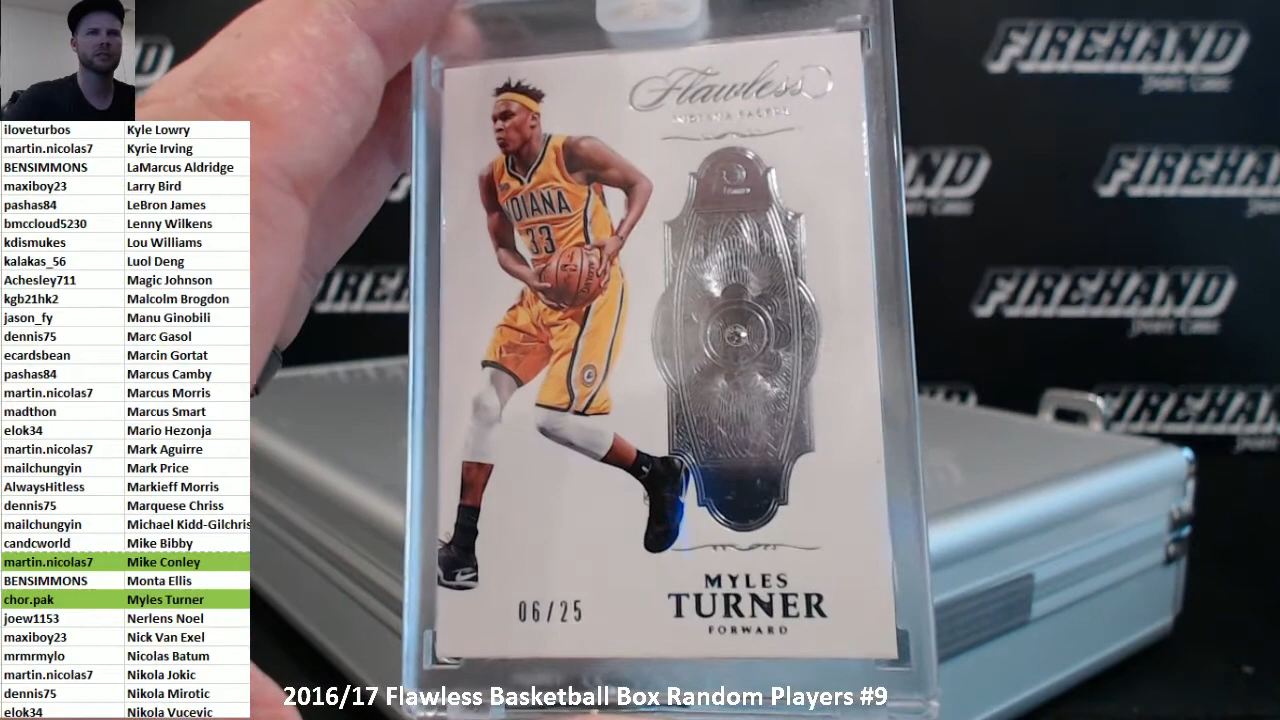 iloveturbos Kyle Lowry
martin.nicolas7 Kyrie Irving
BENSIMMONS LaMarcus Aldridge
maxiboy23 Larry Bird
pashas84 LeBron James
bmccloud5230 Lenny Wilkens
kdismukes Lou Williams
kalakas_56 Luol Deng
Achesley711 Magic Johnson
kgb21hk2 Malcolm Brogdon
jason_fy Manu Ginobili
dennis75 Marc Gasol
ecardsbean Marcin Gortat
pashas84 Marcus Camby
martin.nicolas7 Marcus Morris
madthon Marcus Smart
elok34 Mario Hezonja
martin.nicolas7 Mark Aguirre
mailchungyin Mark Price
AlwaysHitless Markieff Morris
dennis75 Marquese Chriss
mailchungyin Michael Kidd-Gilchris
candcworld Mike Bibby
martin.nicolas7 Mike Conley
BENSIMMONS Monta Ellis
chor.pak Myles Turner
joew1153 Nerlens Noel
maxiboy23 Nick Van Exel
mrmrmylo Nicolas Batum
martin.nicolas7 Nikola Jokic
dennis75 Nikola Mirotic
elok34 Nikola Vucevic
Flawless
INDIANA PACERS
INDIANA
33
06/25
MYLES
TURNER
FORWARD
FIREHAND
FIREHAND
FIREHAND
FIREHAND
2016/17 Flawless Basketball Box Random Players #9